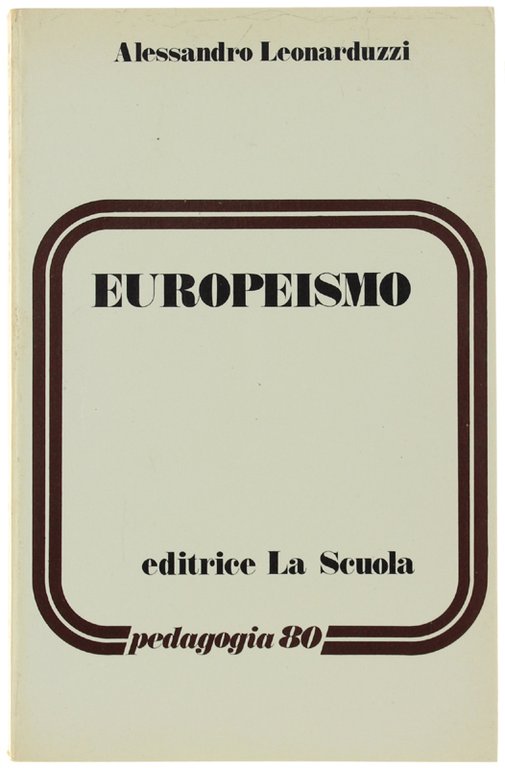 Alessandro Leonarduzzi
EUROPEISMO
editrice La Scuola
pedagogia 80